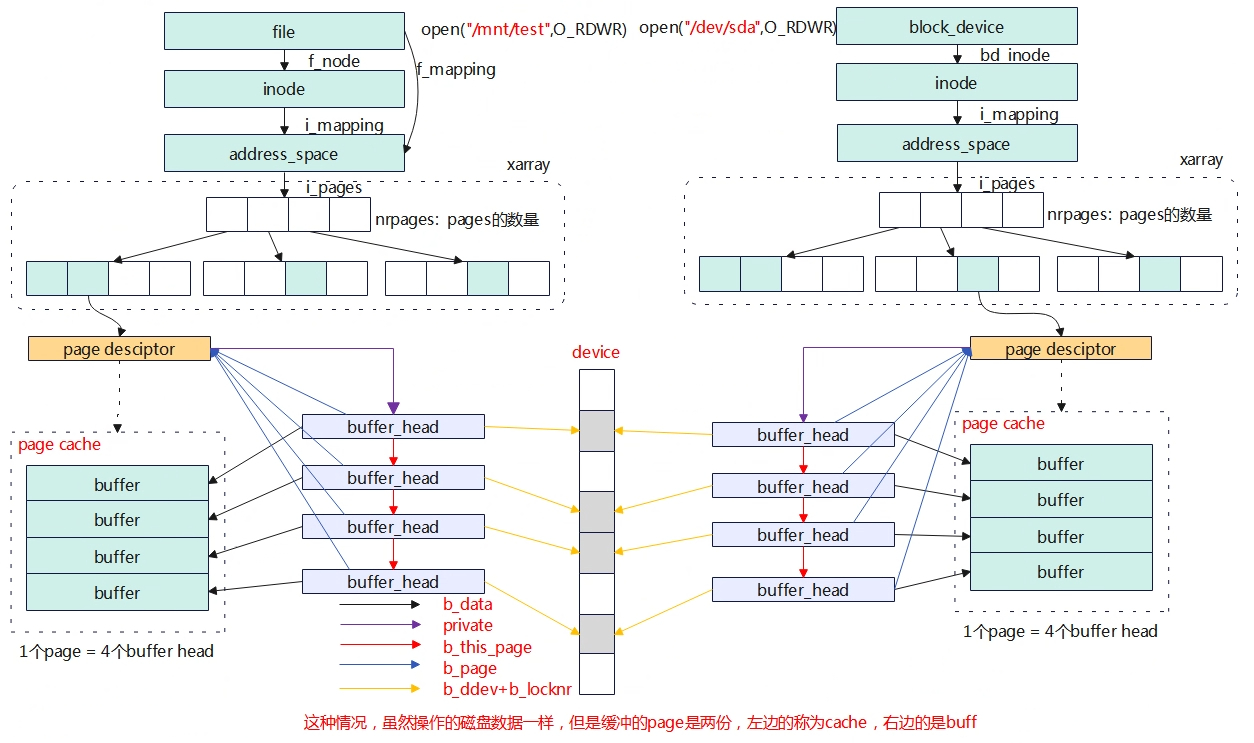 file
open("/mnt/test",O_RDWR)
open("/dev/sda",O_RDWR)
block_device
f_node
f_mapping
bd_inode
inode
inode
i_mapping
i_mapping
address_space
address_space
xarray
xarray
i_pages
i_pages
nrpages: pages的数量
nrpages: pages的数量
page desciptor
device
page desciptor
page cache
buffer
buffer
buffer
buffer
buffer_head
buffer_head
buffer_head
buffer_head
buffer_head
buffer_head
buffer_head
buffer_head
page cache
buffer
buffer
buffer
buffer
1个page = 4个buffer head
1个page = 4个buffer head
b_data
private
b_this_page
b_page
b_ddev+b_locknr
这种情况，虽然操作的磁盘数据一样，但是缓冲的page是两份，左边的称为cache，右边的是buff